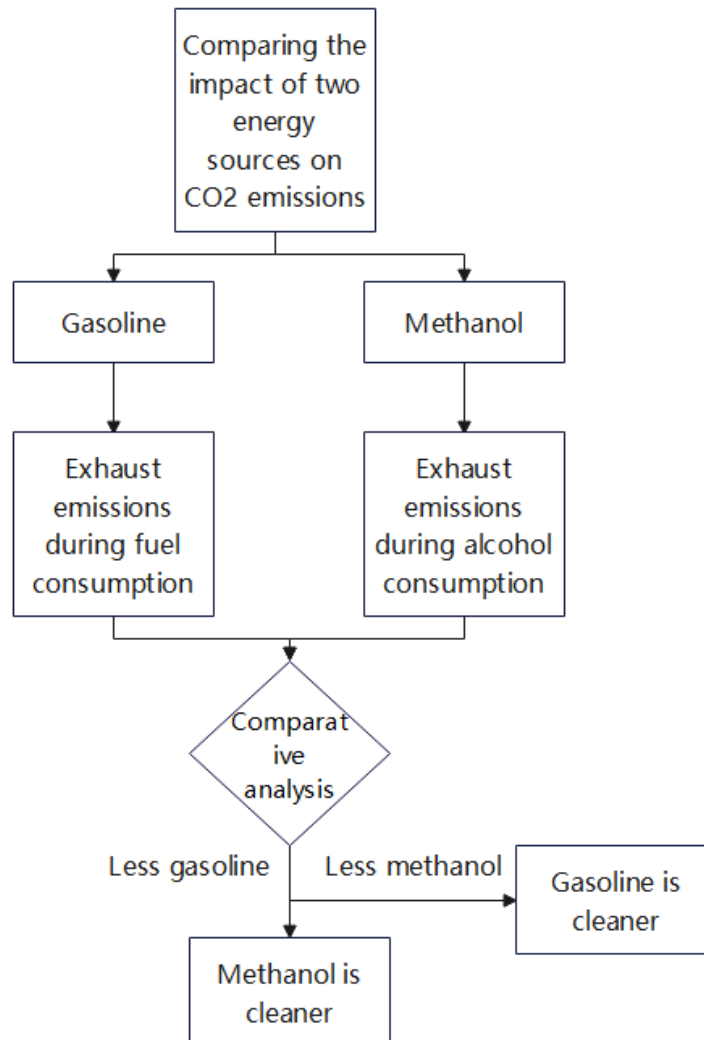 Comparing the
impact of two
energy
sources on
CO2 emissions
Gasoline
Methanol
Exhaust
emissions
during fuel
consumption
Exhaust
emissions
during alcohol
consumption
Comparat
ive
analysis
Less gasoline
Less methanol
Gasoline is
cleaner
Methanol is
cleaner